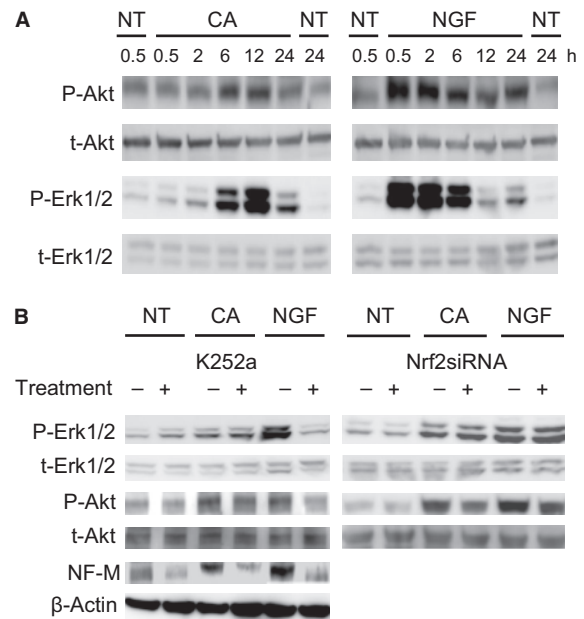 A
NT CA NT NGF NT
0.5 0.5 2 6 12 24 24 0.5 0.5 2 6 12 24 24 h
P-Akt
t-Akt
P-Erk1/2
t-Erk1/2
B
NT CA NGF NT CA NGF
K252a Nrf2siRNA
Treatment – + – + – + – + – + – +
P-Erk1/2
t-Erk1/2
P-Akt
t-Akt
NF-M
β-Actin